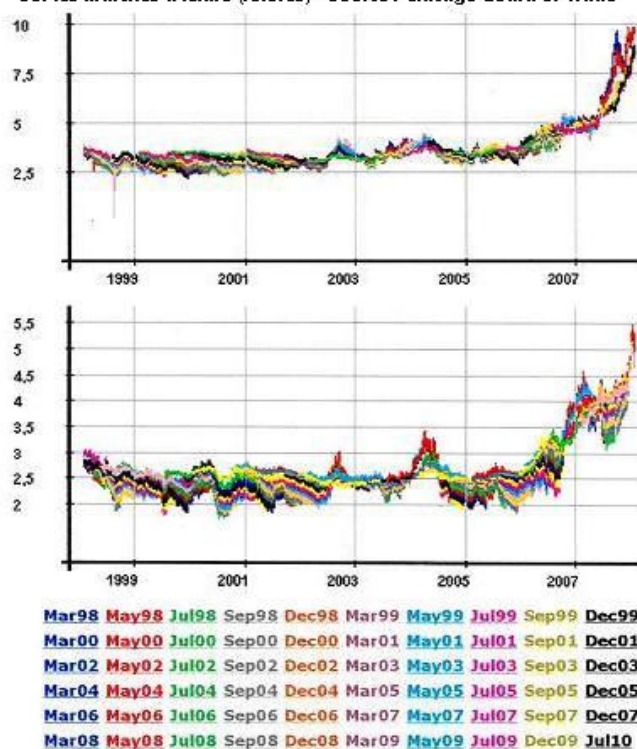 10
7,5
5
2,5
1999 2001 2003 2005 2007
5,5
5
4,5
4
3,5
3
2,5
2
1999 2001 2003 2005 2007
Mar98 May98 Jul98 Sep98 Dec98 Mar99 May99 Jul99 Sep99 Dec99
Mar00 May00 Jul00 Sep00 Dec00 Mar01 May01 Jul01 Sep01 Dec01
Mar02 May02 Jul02 Sep02 Dec02 Mar03 May03 Jul03 Sep03 Dec03
Mar04 May04 Jul04 Sep04 Dec04 Mar05 May05 Jul05 Sep05 Dec05
Mar06 May06 Jul06 Sep06 Dec06 Mar07 May07 Jul07 Sep07 Dec07
Mar08 May08 Jul08 Sep08 Dec08 Mar09 May09 Jul09 Dec09 Jul10